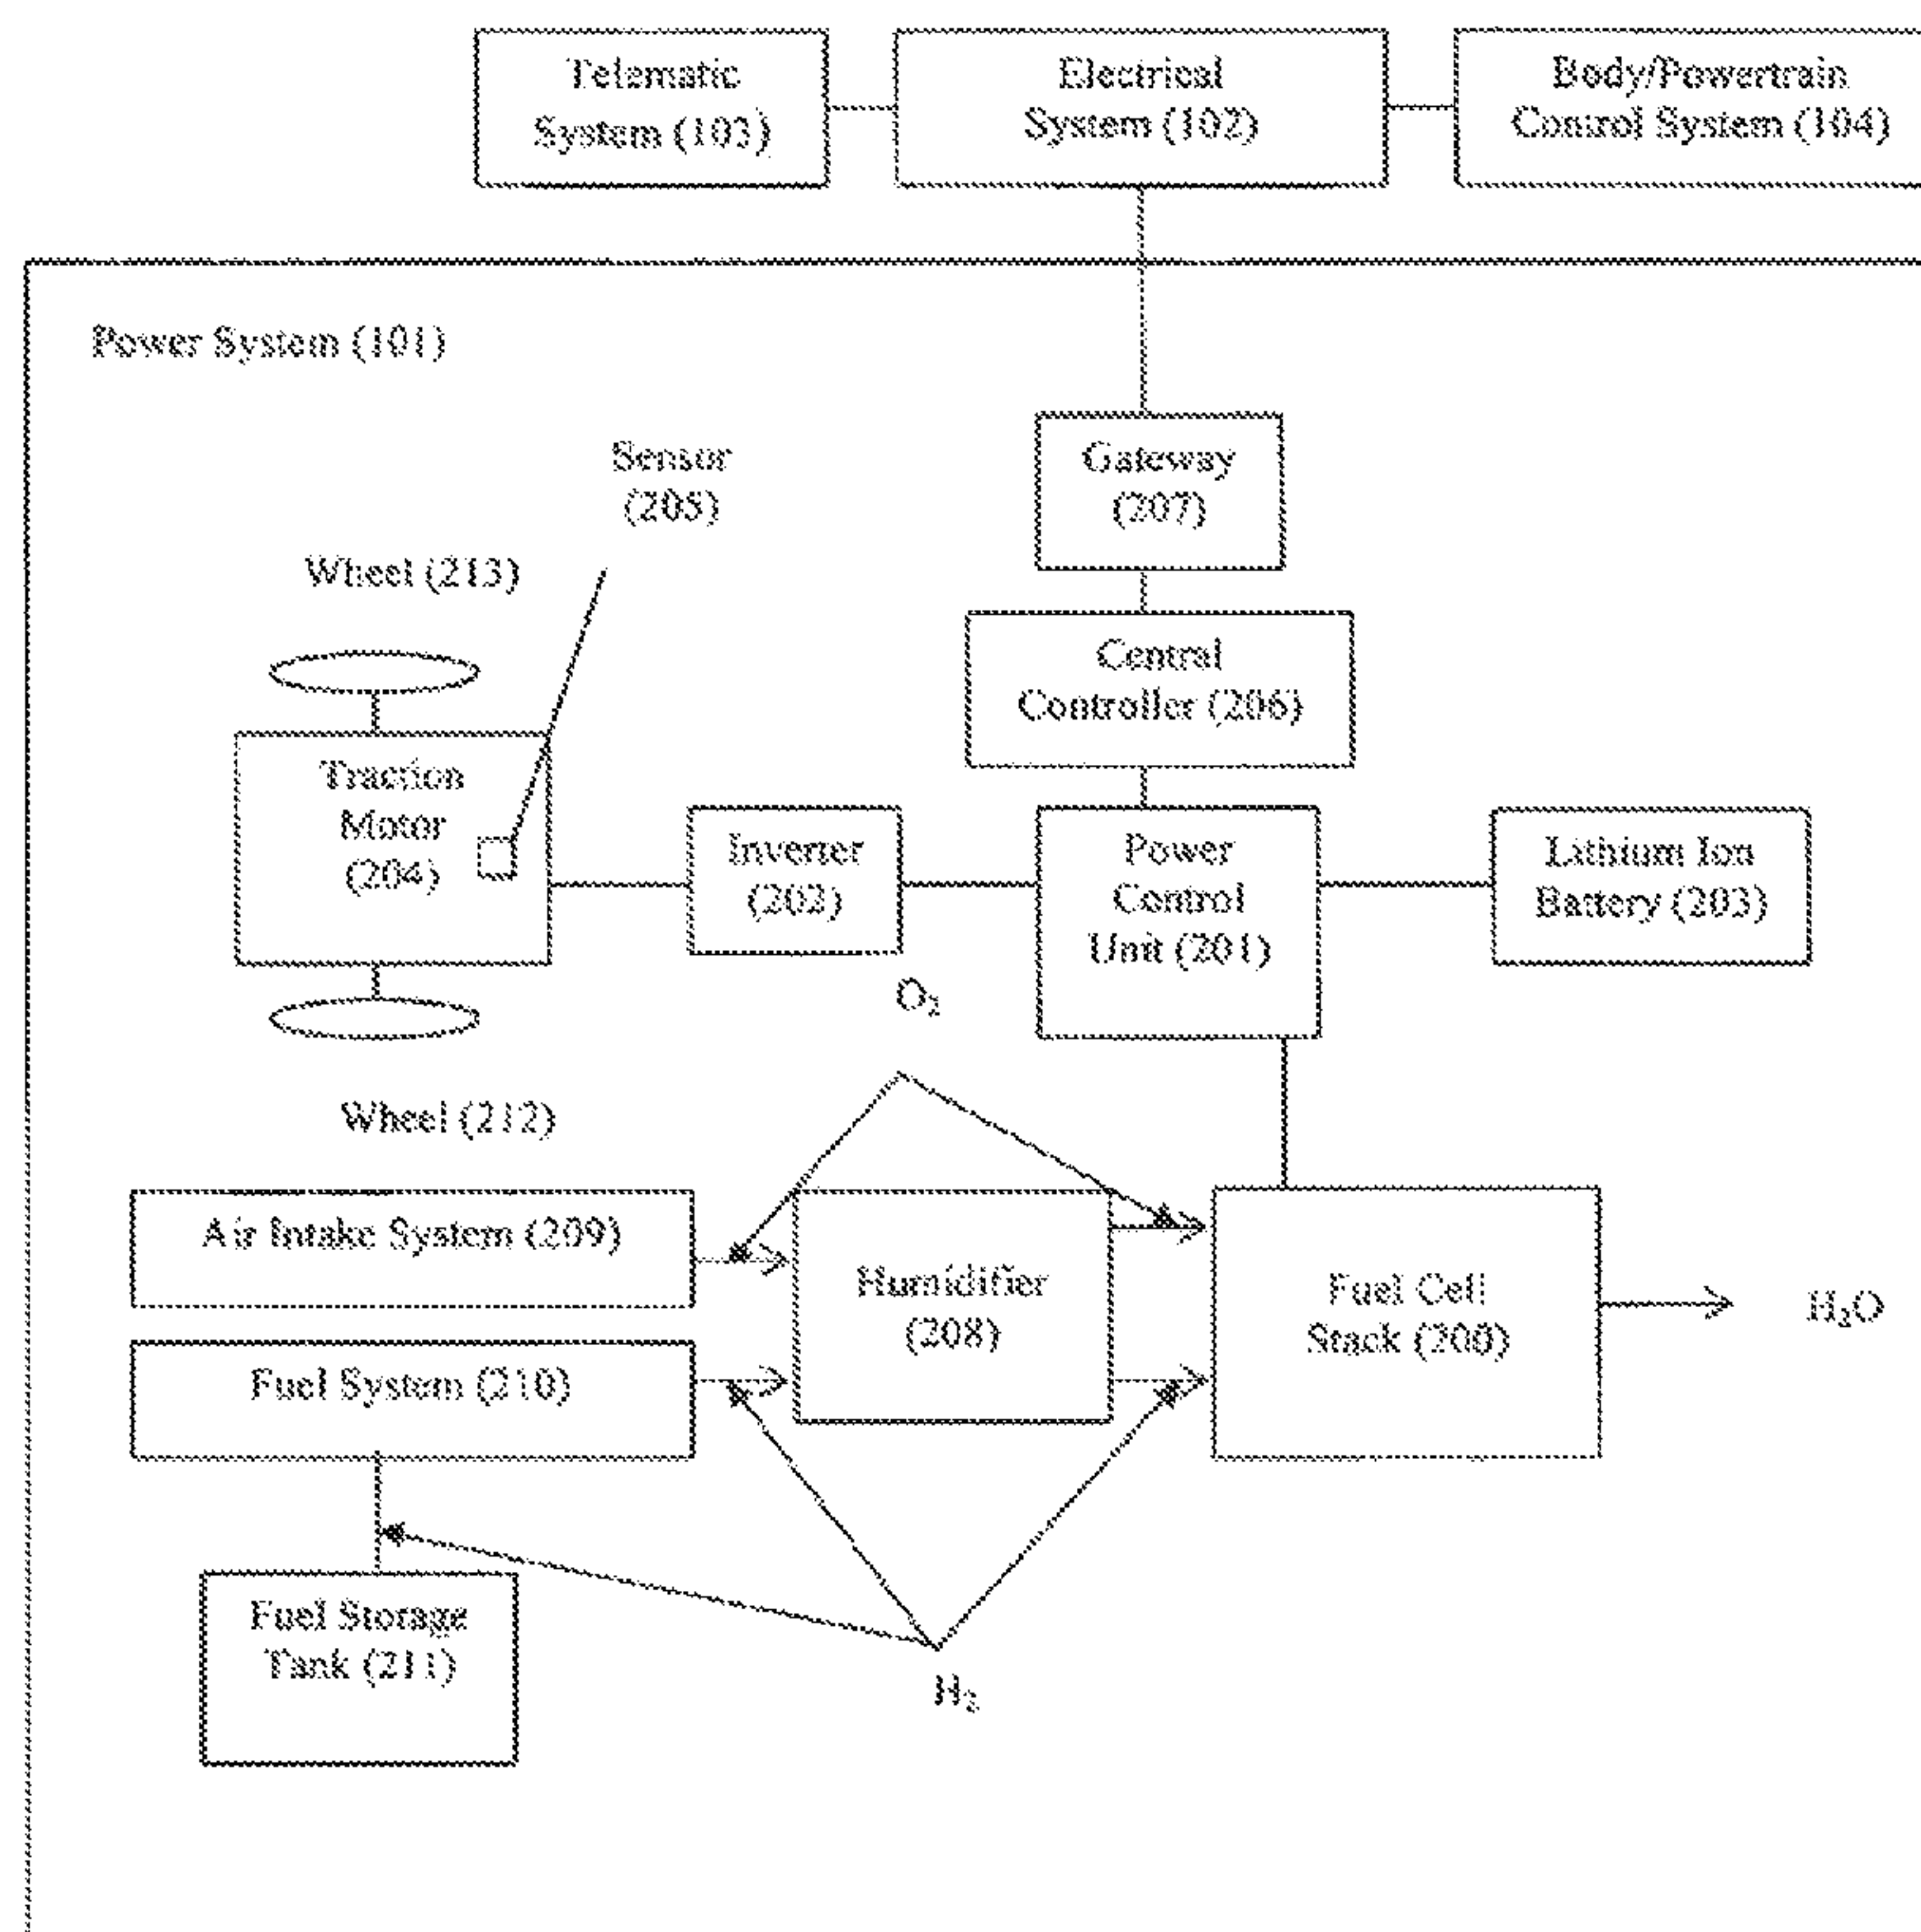 Telematic
System (103)
Electrical
System (102)
Body/Powertrain
Control System (104)
Power System (101)
Sensor
(205)
Gateway
(207)
Wheel (213)
Central
Controller (206)
Traction
Motor
(204)
Inverter
(202)
Power
Control
Unit (201)
Lithium Ion
Battery (203)
O₂
Wheel (212)
Air Intake System (209)
Humidifier
(208)
Fuel Cell
Stack (200)
H₂O
Fuel System (210)
Fuel Storage
Tank (211)
H₂